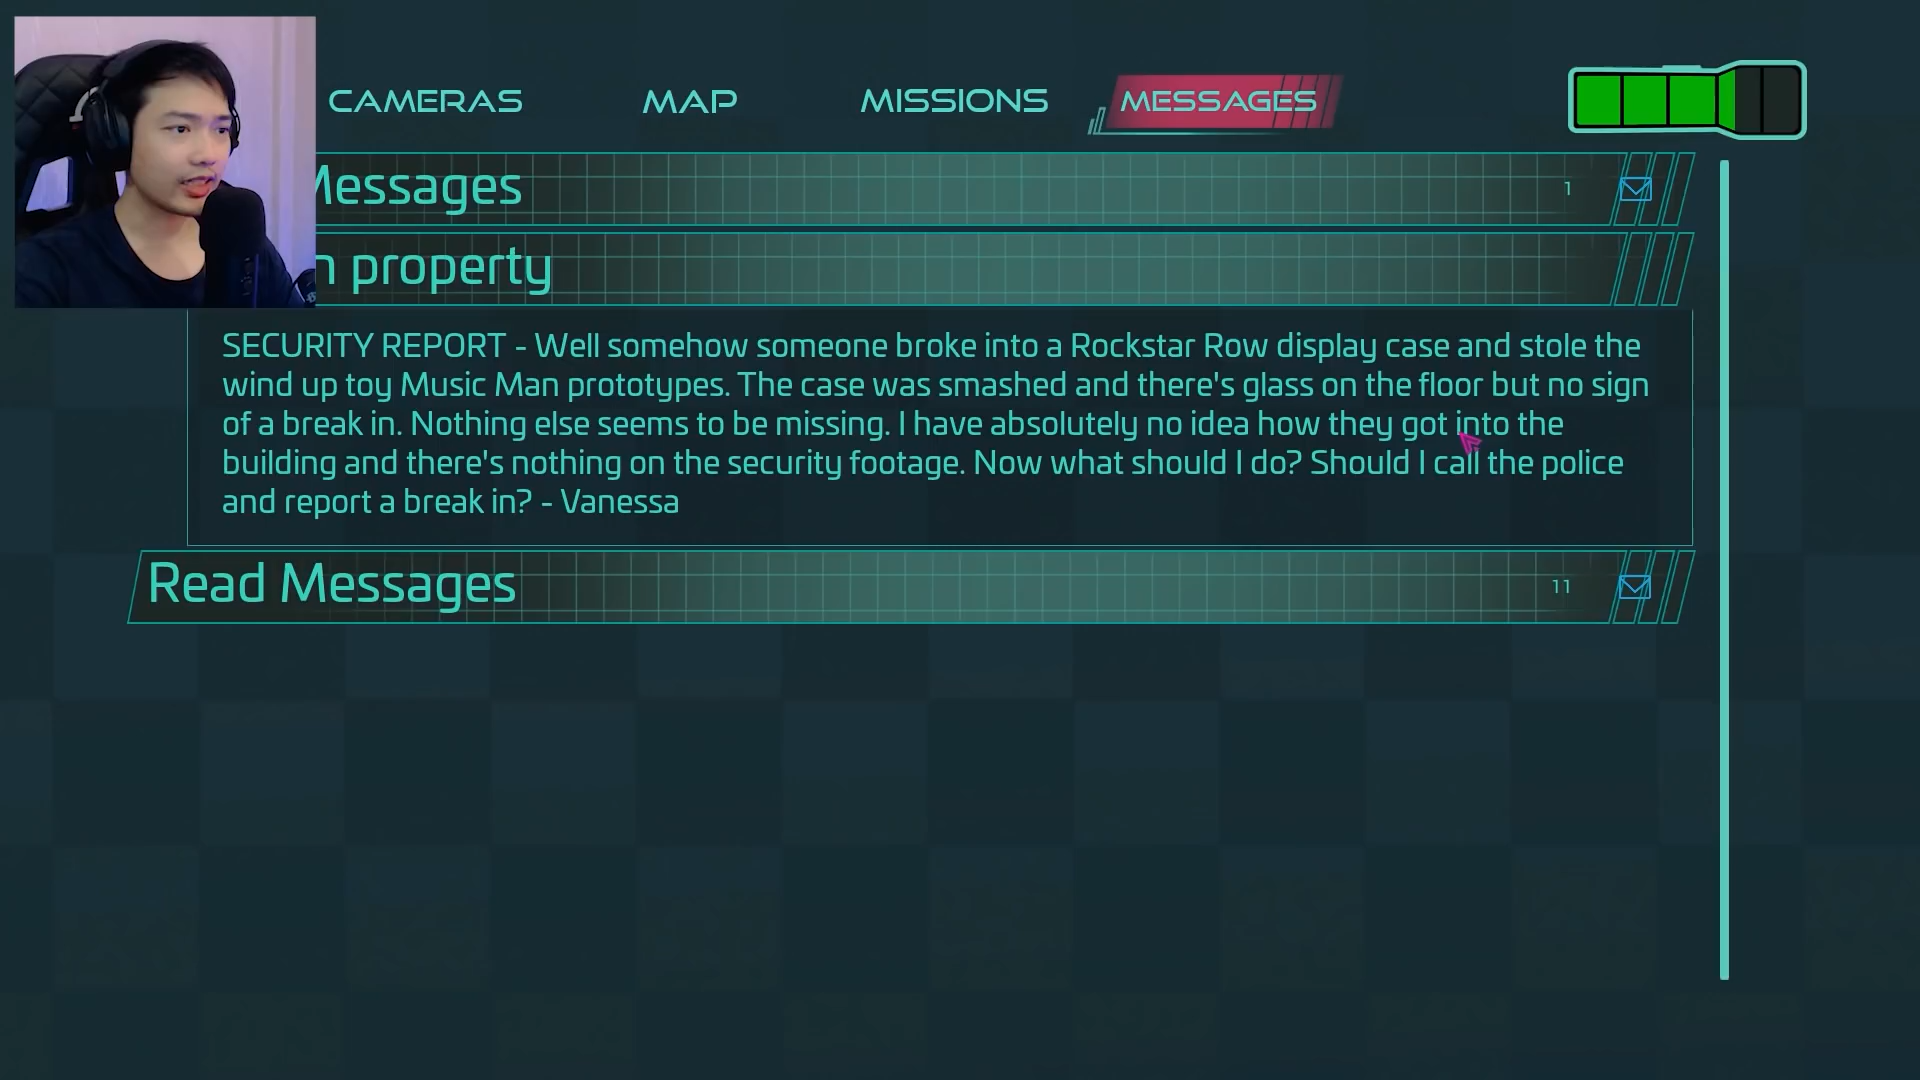 CAMERAS MAP MISSIONS MESSAGES
Messages 1
property
SECURITY REPORT - Well somehow someone broke into a Rockstar Row display case and stole the
wind up toy Music Man prototypes. The case was smashed and there's glass on the floor but no sign
of a break in. Nothing else seems to be missing. I have absolutely no idea how they got into the
building and there's nothing on the security footage. Now what should I do? Should I call the police
and report a break in? - Vanessa
Read Messages 11